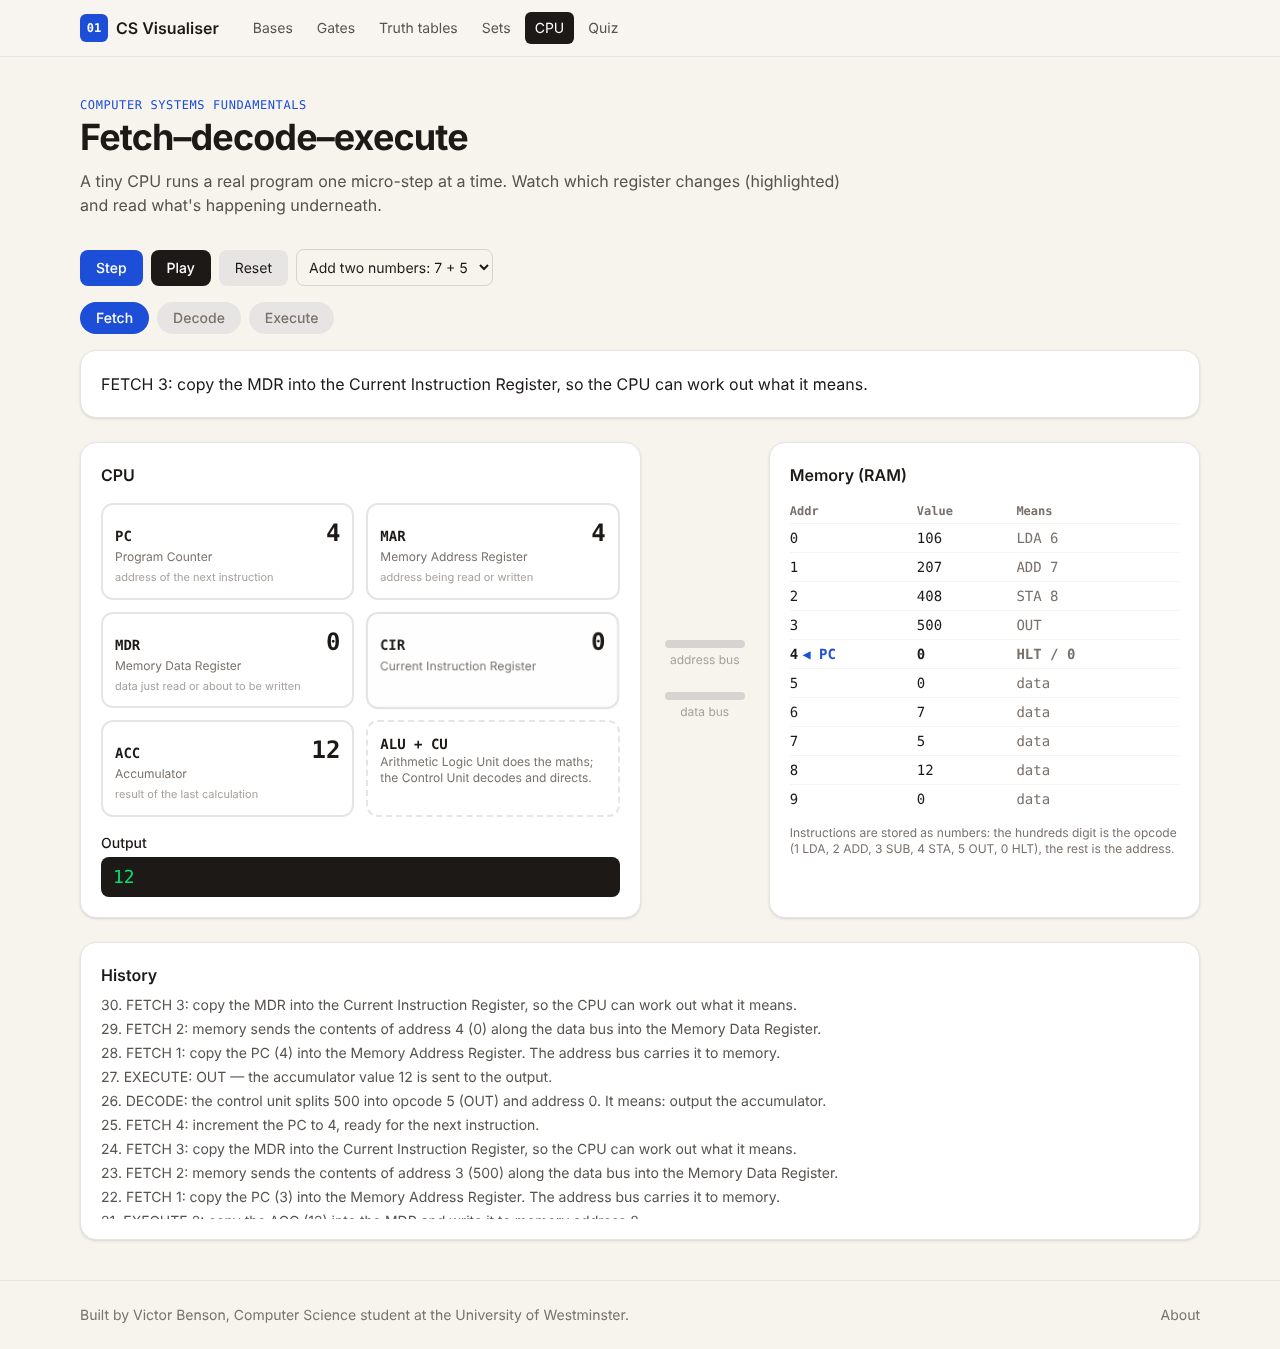 01 CS Visualiser Bases Gates Truth tables Sets CPU Quiz
COMPUTER SYSTEMS FUNDAMENTALS
Fetch–decode–execute
A tiny CPU runs a real program one micro-step at a time. Watch which register changes (highlighted)
and read what's happening underneath.
Step Play Reset Add two numbers: 7 + 5
Fetch Decode Execute
FETCH 3: copy the MDR into the Current Instruction Register, so the CPU can work out what it means.
CPU
PC 4
Program Counter
address of the next instruction
MAR 4
Memory Address Register
address being read or written
MDR 0
Memory Data Register
data just read or about to be written
CIR 0
Current Instruction Register
ACC 12
Accumulator
result of the last calculation
ALU + CU
Arithmetic Logic Unit does the maths;
the Control Unit decodes and directs.
Output
12
address bus
data bus
Memory (RAM)
Addr Value Means
0 106 LDA 6
1 207 ADD 7
2 408 STA 8
3 500 OUT
4 ◀ PC 0 HLT / 0
5 0 data
6 7 data
7 5 data
8 12 data
9 0 data
Instructions are stored as numbers: the hundreds digit is the opcode
(1 LDA, 2 ADD, 3 SUB, 4 STA, 5 OUT, 0 HLT), the rest is the address.
History
30. FETCH 3: copy the MDR into the Current Instruction Register, so the CPU can work out what it means.
29. FETCH 2: memory sends the contents of address 4 (0) along the data bus into the Memory Data Register.
28. FETCH 1: copy the PC (4) into the Memory Address Register. The address bus carries it to memory.
27. EXECUTE: OUT — the accumulator value 12 is sent to the output.
26. DECODE: the control unit splits 500 into opcode 5 (OUT) and address 0. It means: output the accumulator.
25. FETCH 4: increment the PC to 4, ready for the next instruction.
24. FETCH 3: copy the MDR into the Current Instruction Register, so the CPU can work out what it means.
23. FETCH 2: memory sends the contents of address 3 (500) along the data bus into the Memory Data Register.
22. FETCH 1: copy the PC (3) into the Memory Address Register. The address bus carries it to memory.
Built by Victor Benson, Computer Science student at the University of Westminster. About